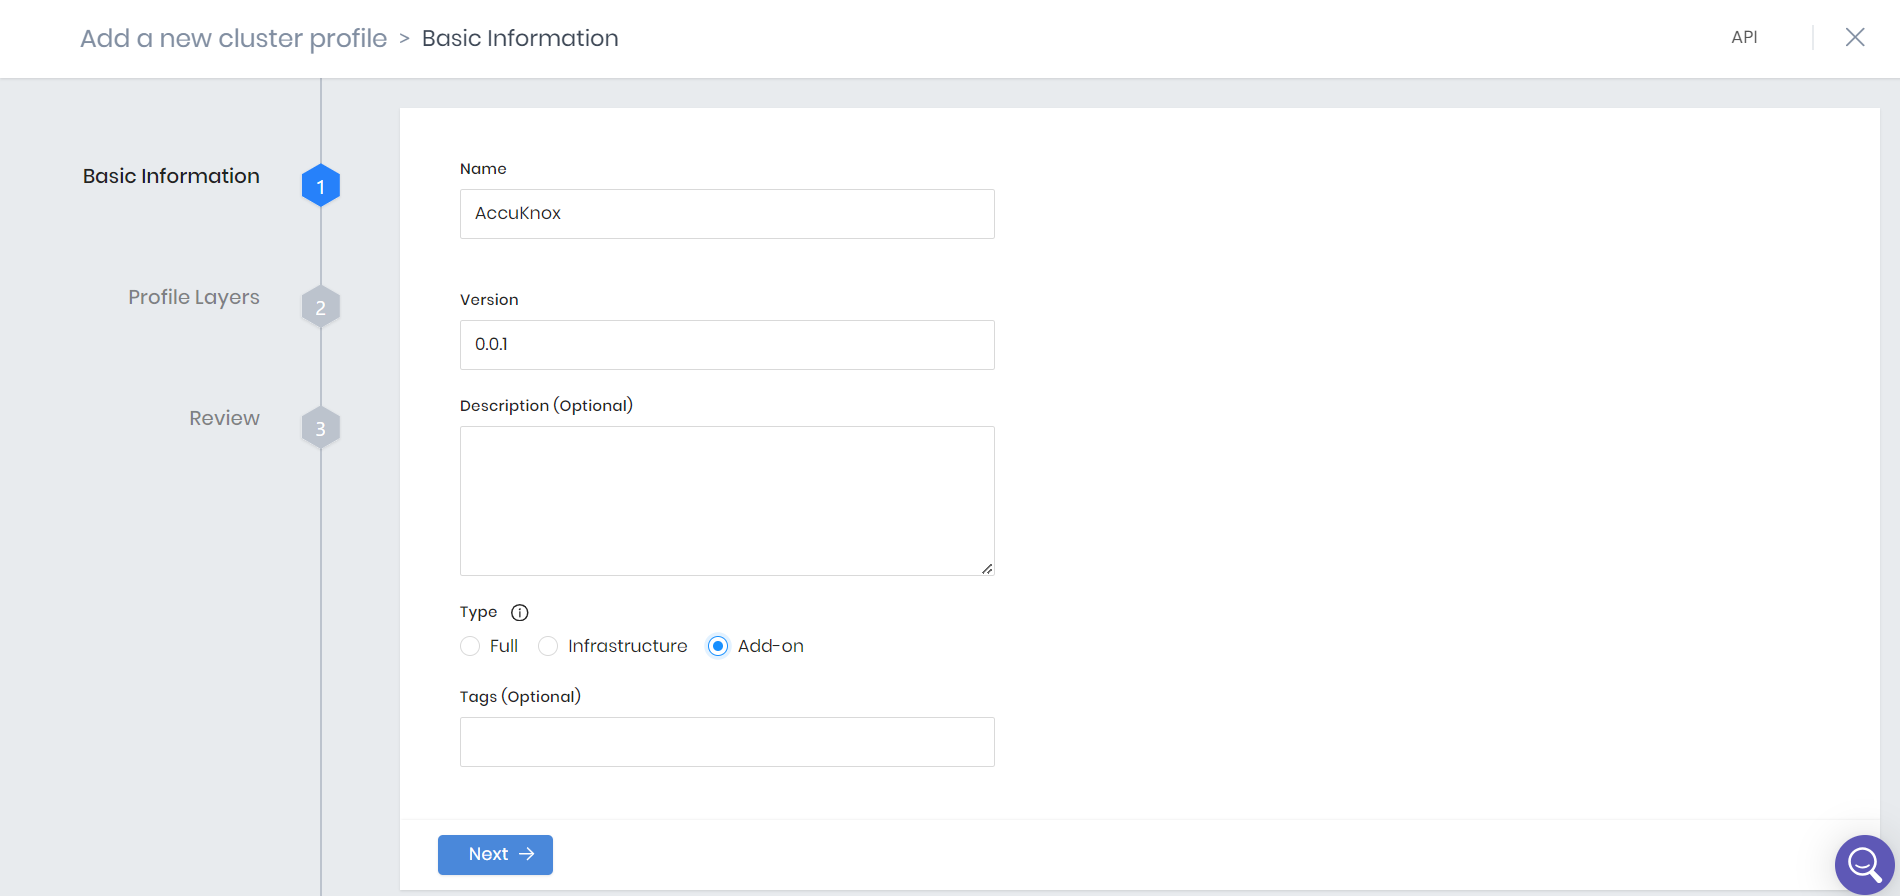 Add a new cluster profile > Basic Information
API
Basic Information
1
Profile Layers
2
Review
3
Name
AccuKnox
Version
0.0.1
Description (Optional)
Type
Full Infrastructure Add-on
Tags (Optional)
Next →